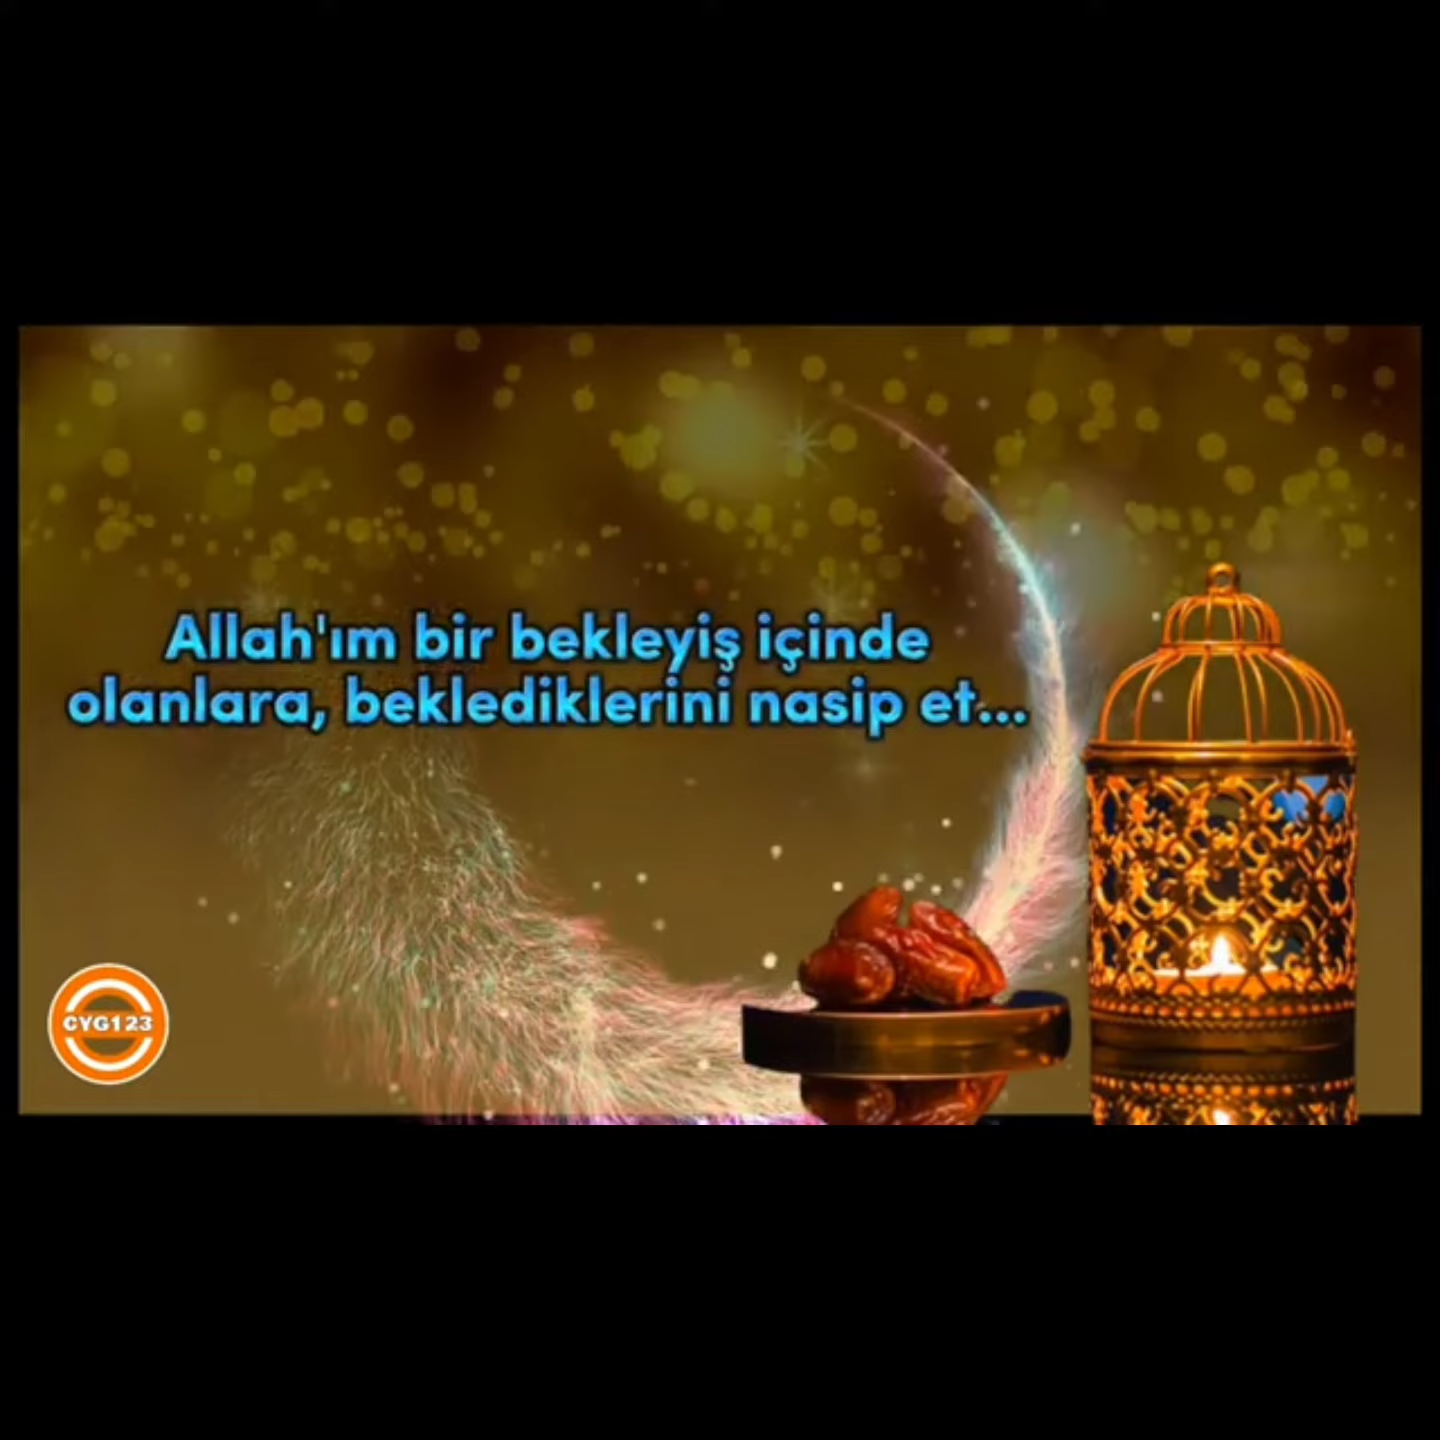 Allah'ım bir bekleyiş içinde
olanlara, beklediklerini nasip et...
CYG123